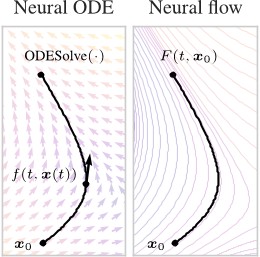 Neural ODE
Neural flow
ODESolve(·)
F(t, x₀)
f(t, x(t))
x₀
x₀